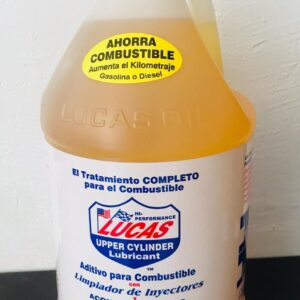 AHORRA
COMBUSTIBLE
Aumenta el Kilometraje
Gasolina o Diesel
LUCAS OIL
El Tratamiento COMPLETO
para el Combustible
HI-
PERFORMANCE
LUCAS
UPPER CYLINDER
Lubricant
TM
Aditivo para Combustible
con
Limpiador de Inyectores